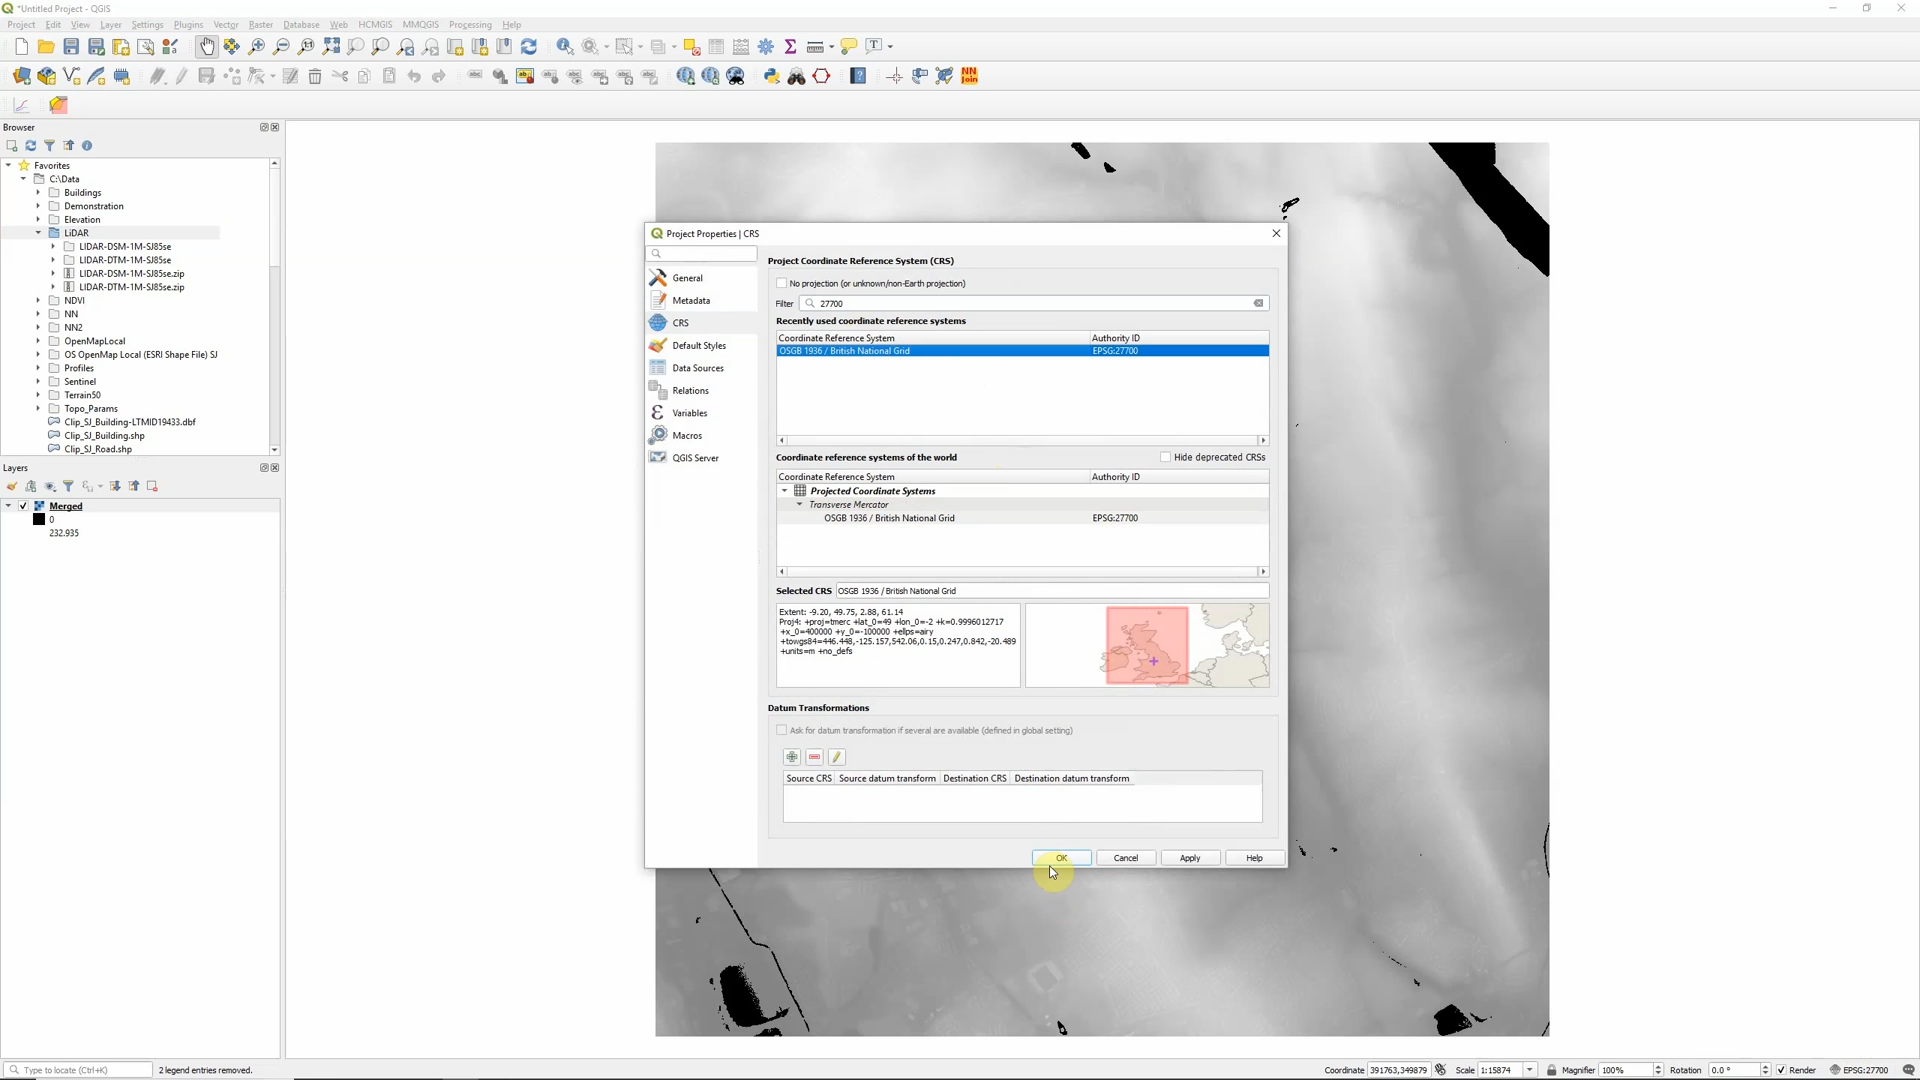 *Untitled Project - QGIS
Project Edit View Layer Settings Plugins Vector Raster Database Web HCMGIS MMQGIS Processing Help
NN
Join
Browser
Favorites
C:\Data
Buildings
Demonstration
Elevation
LiDAR
LIDAR-DSM-1M-SJ85se
LIDAR-DTM-1M-SJ85se
LIDAR-DSM-1M-SJ85se.zip
LIDAR-DTM-1M-SJ85se.zip
NDVI
NN
NN2
OpenMapLocal
OS OpenMap Local (ESRI Shape File) SJ
Profiles
Sentinel
Terrain50
Topo_Params
Clip_SJ_Building-LTMID19433.dbf
Clip_SJ_Building.shp
Clip_SJ_Road.shp
Layers
Merged
0
232.935
Project Properties | CRS
General
Metadata
CRS
Default Styles
Data Sources
Relations
Variables
Macros
QGIS Server
Project Coordinate Reference System (CRS)
No projection (or unknown/non-Earth projection)
Filter 27700
Recently used coordinate reference systems
Coordinate Reference System Authority ID
OSGB 1936 / British National Grid EPSG:27700
Coordinate reference systems of the world Hide deprecated CRSs
Coordinate Reference System Authority ID
Projected Coordinate Systems
Transverse Mercator
OSGB 1936 / British National Grid EPSG:27700
Selected CRS OSGB 1936 / British National Grid
Extent: -9.20, 49.75, 2.88, 61.14
Proj4: +proj=tmerc +lat_0=49 +lon_0=-2 +k=0.9996012717
+x_0=400000 +y_0=-100000 +ellps=airy
+towgs84=446.448,-125.157,542.06,0.15,0.247,0.842,-20.489
+units=m +no_defs
Datum Transformations
Ask for datum transformation if several are available (defined in global setting)
Source CRS Source datum transform Destination CRS Destination datum transform
OK Cancel Apply Help
Type to locate (Ctrl+K) 2 legend entries removed. Coordinate 391763,349879 Scale 1:15874 Magnifier 100% Rotation 0.0 ° Render EPSG:27700